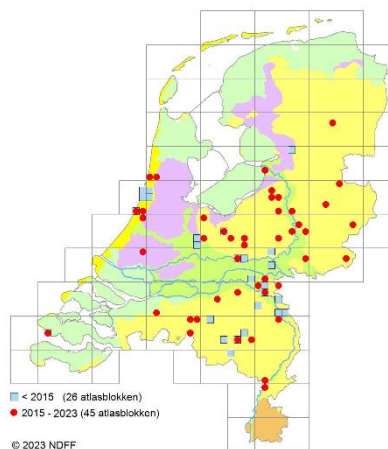 < 2015 (26 atlasblokken)
2015 - 2023 (45 atlasblokken)
© 2023 NDFF